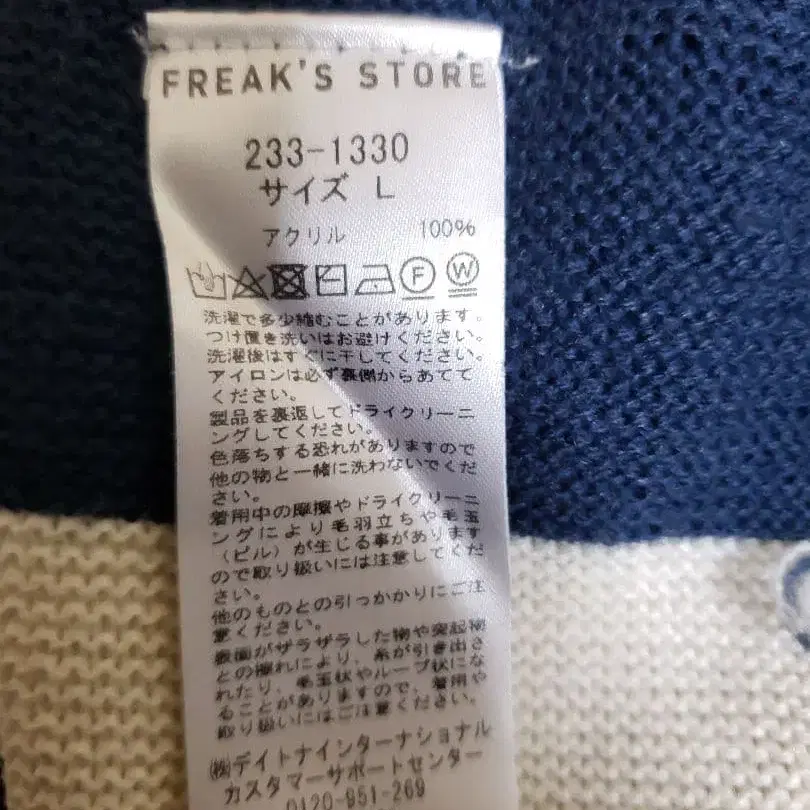 FREAK'S STORE
233-1330
サイズ L
アクリル 100%
F W
洗濯で多少縮むことがあります。
つけ置き洗いはお避けください。
洗濯後はすぐに干してください。
アイロンは必ず裏側からあてて
ください。
製品を裏返してドライクリーニ
ングしてください。
色落ちする恐れがありますので
他の物と一緒に洗わないでくだ
さい。
着用中の摩擦やドライクリーニ
ングにより毛羽立ちや毛玉
（ピル）が生じる事があります
ので取り扱いには注意してくだ
さい。
他のものとの引っかかりにご注
意ください。
表面がザラザラした物や突起物
との擦れにより、糸が引き出さ
れたり、毛玉状やループ状にな
ることがありますので、着用や
取り扱いにはご注意ください。
㈱デイトナインターナショナル
カスタマーサポートセンター
0120-951-269